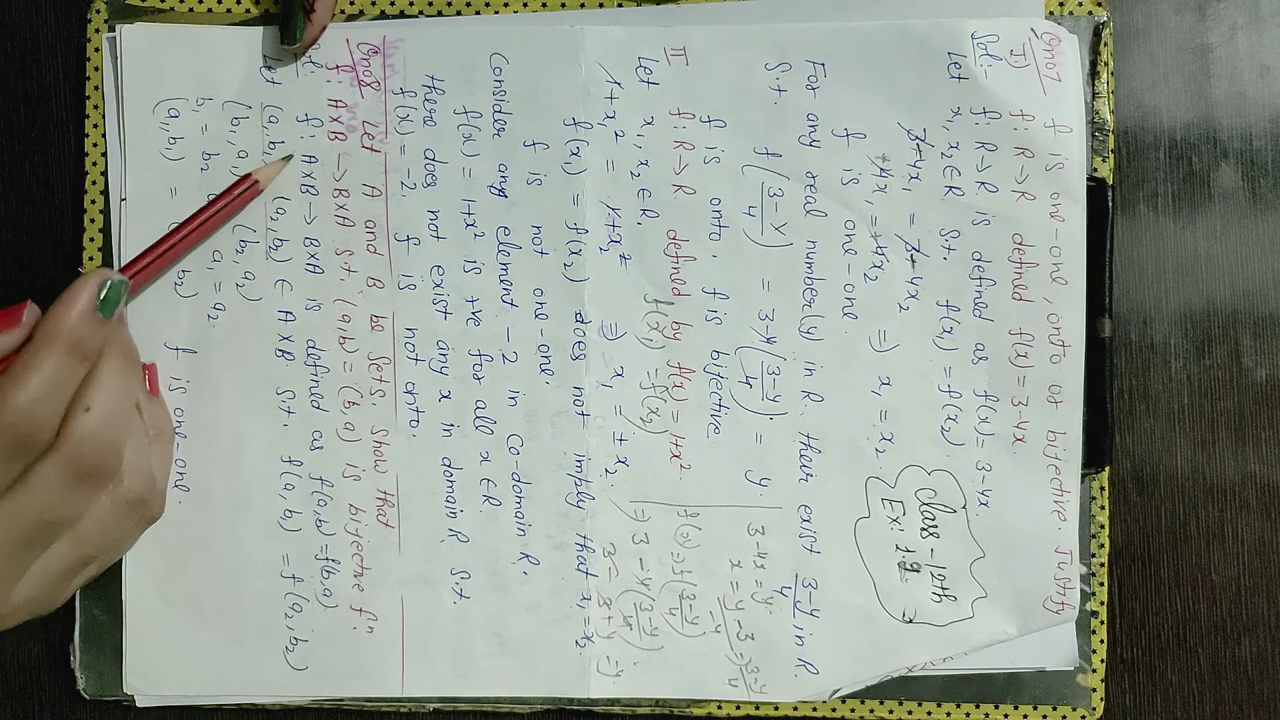 Qno7 f is one-one, onto or bijective. Justify
I) f: R→R defined f(x) = 3-4x.
Sol:- f: R→R is defined as f(x) = 3-4x.
Let x₁, x₂ ∈ R s.t. f(x₁) = f(x₂).
3-4x₁ = 3-4x₂
+4x₁ = +4x₂ => x₁ = x₂
f is one-one.
class-12th
Ex: 1.2
For any real number (y) in R. their exist 3-y/4 in R.
S.t. f(3-y/4) = 3-4(3-y/4) = y.
3-4x = y
x = y-3/-4 => 3-y/4
f is onto. f is bijective
f(x) => f(3-y/4)
=> 3-4(3-y/4)
3-3+y = y
II f: R→R defined by f(x) = 1+x²
Let x₁, x₂ ∈ R, f(x₁) = f(x₂)
1+x₁² = 1+x₂² => x₁ = ±x₂
f(x₁) = f(x₂) does not imply that x₁ = x₂
f is not one-one.
Consider any element -2 in co-domain R.
f(x) = 1+x² is +ve for all x ∈ R
there does not exist any x in domain R S.t.
f(x) = -2, f is not onto.
Qno8 Let A and B be sets. Show that
f: A×B → B×A S.t. (a,b) = (b,a) is bijective fⁿ
Sol: f: A×B → B×A is defined as f(a,b) = f(b,a)
Let (a₁, b₁) (a₂, b₂) ∈ A×B S.t. f(a₁, b₁) = f(a₂, b₂)
(b₁, a₁) (b₂, a₂)
b₁ = b₂ a₁ = a₂
(a₁, b₁) = b₂) f is one-one.